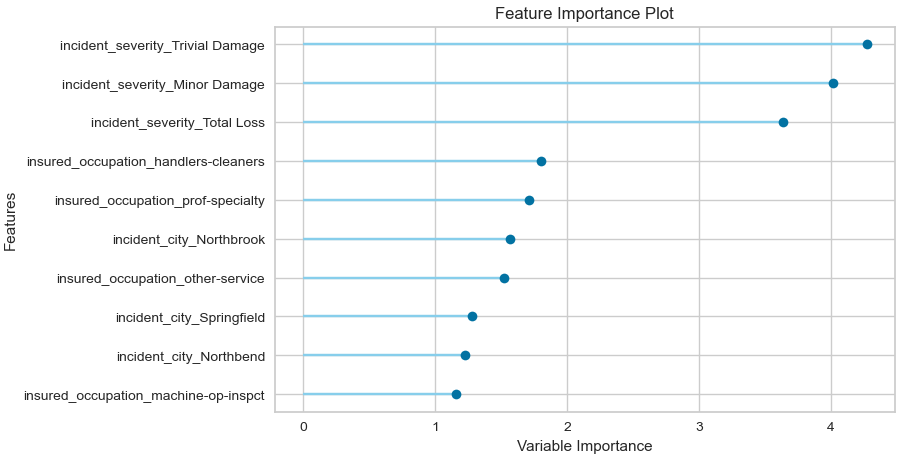 Feature Importance Plot
incident_severity_Trivial Damage
incident_severity_Minor Damage
incident_severity_Total Loss
insured_occupation_handlers-cleaners
insured_occupation_prof-specialty
incident_city_Northbrook
insured_occupation_other-service
incident_city_Springfield
incident_city_Northbend
insured_occupation_machine-op-inspct
Features
0 1 2 3 4
Variable Importance